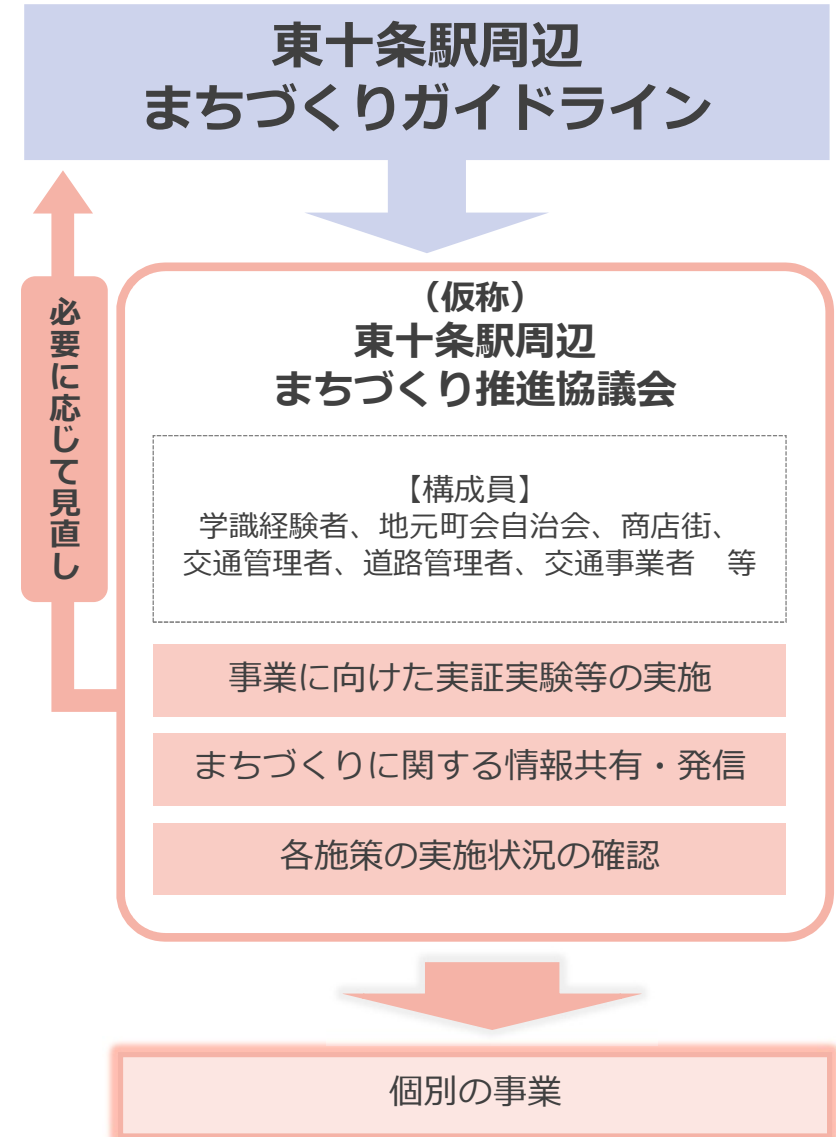 東十条駅周辺
まちづくりガイドライン
必要に応じて見直し
（仮称）
東十条駅周辺
まちづくり推進協議会
【構成員】
学識経験者、地元町会自治会、商店街、
交通管理者、道路管理者、交通事業者　等
事業に向けた実証実験等の実施
まちづくりに関する情報共有・発信
各施策の実施状況の確認
個別の事業